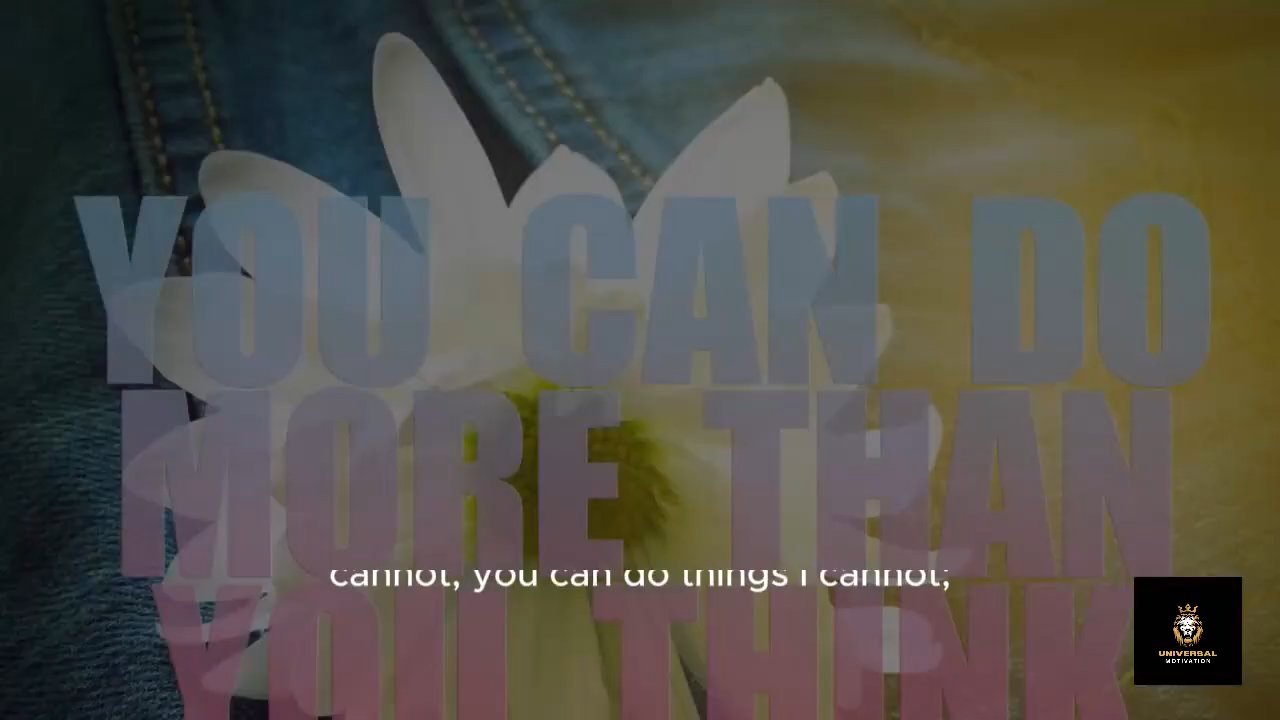 YOU CAN DO
MORE THAN
cannot, you can do things I cannot;
YOU THINK
UNIVERSAL
MOTIVATION